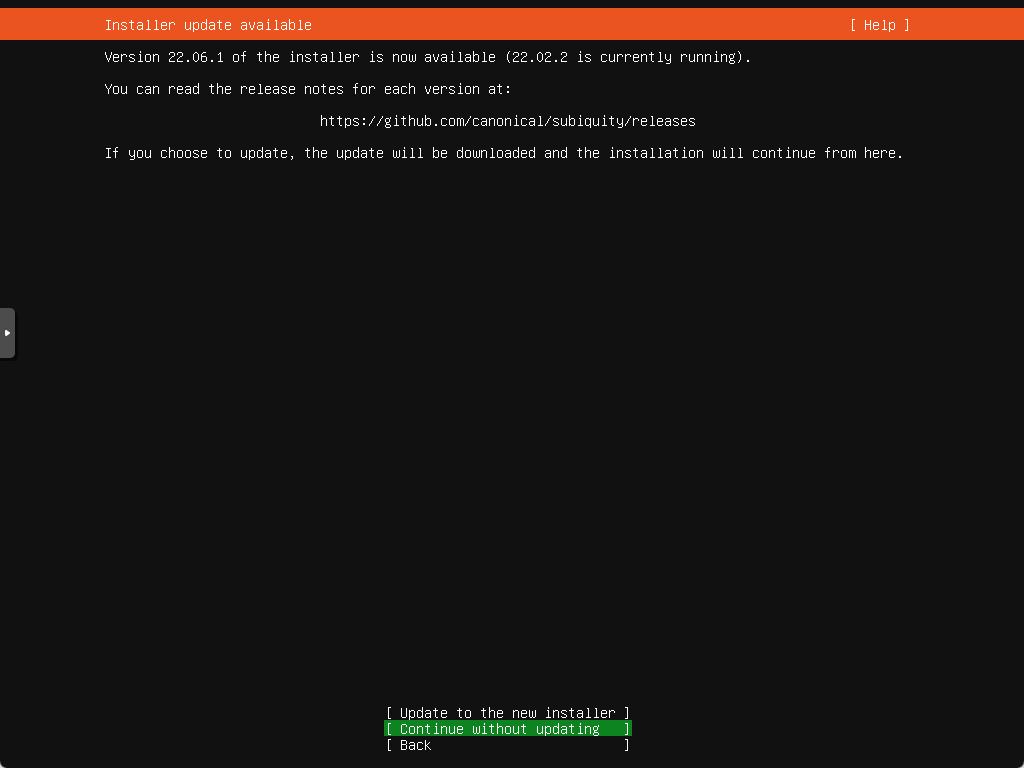 Installer update available [ Help ]
Version 22.06.1 of the installer is now available (22.02.2 is currently running).
You can read the release notes for each version at:
https://github.com/canonical/subiquity/releases
If you choose to update, the update will be downloaded and the installation will continue from here.
[ Update to the new installer ]
[ Continue without updating ]
[ Back ]